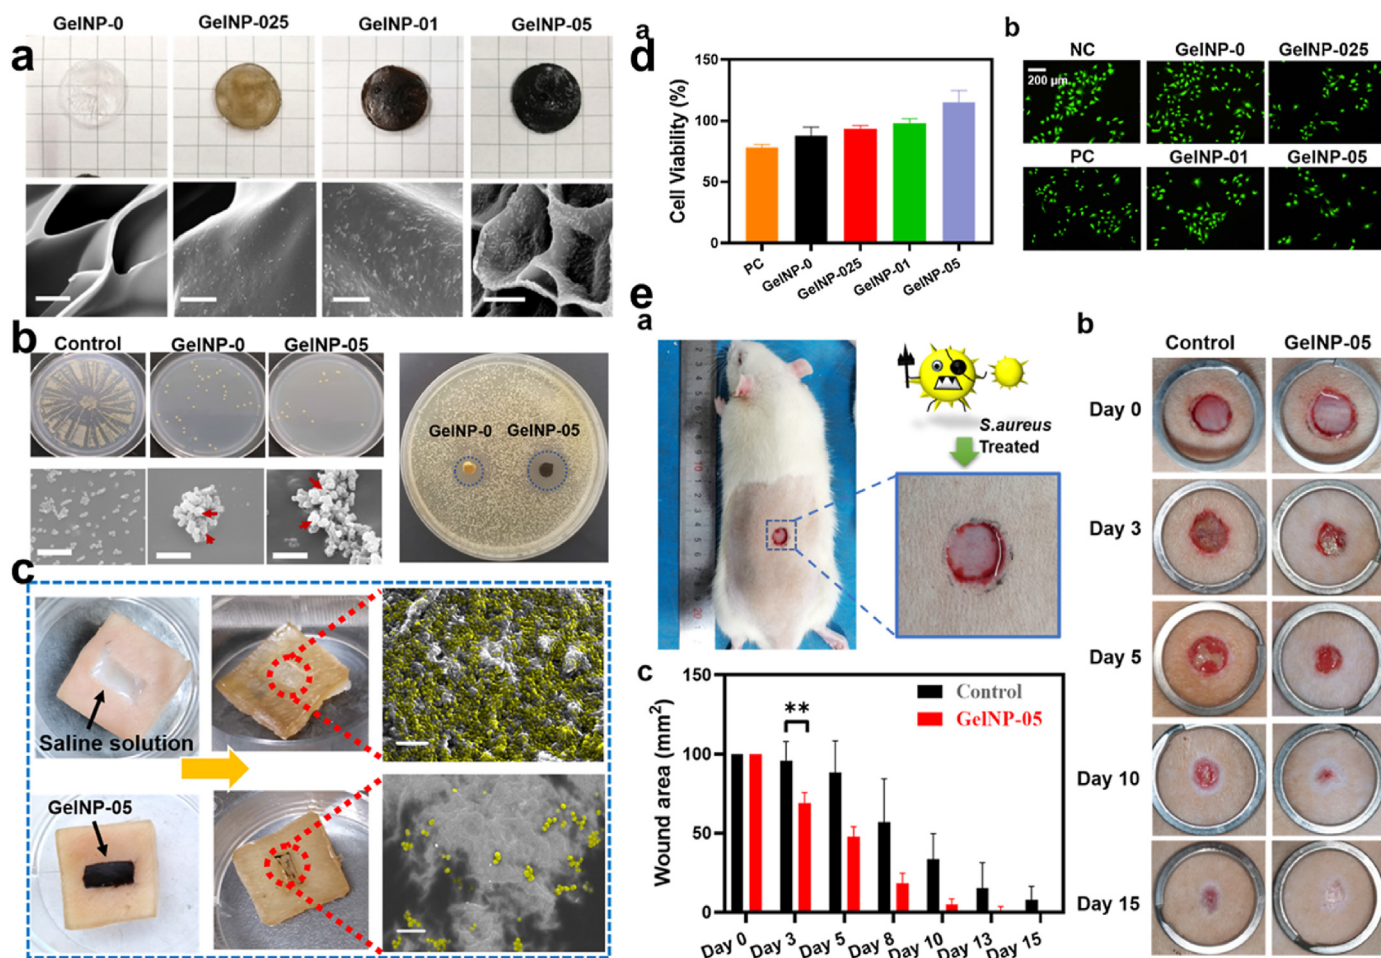 GelNP-0 GelNP-025 GelNP-01 GelNP-05
a
b
Control GelNP-0 GelNP-05
GelNP-0 GelNP-05
c
Saline solution
GelNP-05
a
d
150
100
50
0
Cell Viability (%)
PC GelNP-0 GelNP-025 GelNP-01 GelNP-05
b
NC GelNP-0 GelNP-025
200 µm
PC GelNP-01 GelNP-05
e
a
S.aureus
Treated
b
Control GelNP-05
Day 0
Day 3
Day 5
Day 10
Day 15
c
150
100
50
0
Wound area (mm²)
Control
GelNP-05
**
Day 0 Day 3 Day 5 Day 8 Day 10 Day 13 Day 15